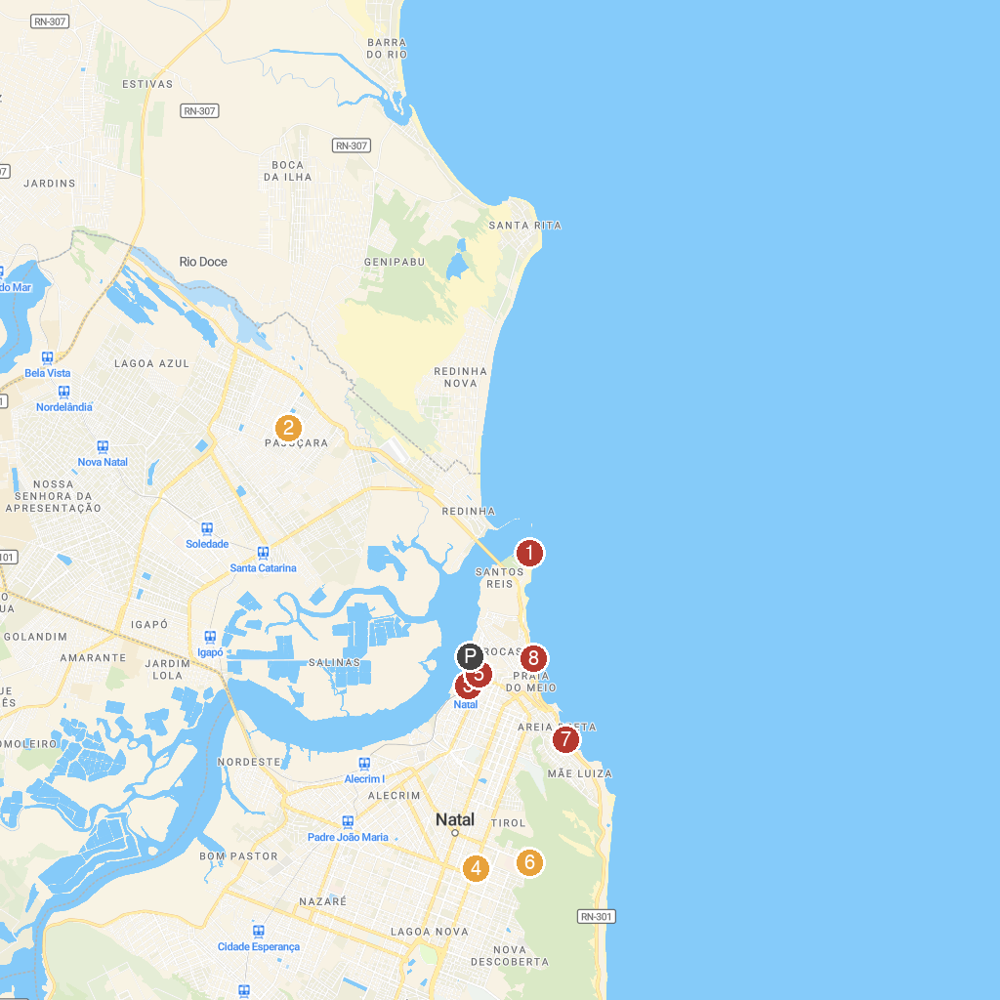 RN-307
BARRA
DO RIO
ESTIVAS
RN-307
RN-307
BOCA
DA ILHA
JARDINS
SANTA RITA
Rio Doce
GENIPABU
do Mar
LAGOA AZUL
Bela Vista
REDINHA
NOVA
Nordelândia
2
PAJUÇARA
Nova Natal
NOSSA
SENHORA DA
APRESENTAÇÃO
REDINHA
Soledade
1
Santa Catarina
SANTOS
REIS
101
IGAPÓ
GOLANDIM
Igapó
P
ROCAS
8
AMARANTE
JARDIM
LOLA
SALINAS
5
PRAIA
DO MEIO
3
Natal
AREIA PRETA
7
NORDESTE
Alecrim I
MÃE LUIZA
ALECRIM
Natal
TIROL
Padre João Maria
BOM PASTOR
4
6
NAZARÉ
RN-301
LAGOA NOVA
Cidade Esperança
NOVA
DESCOBERTA